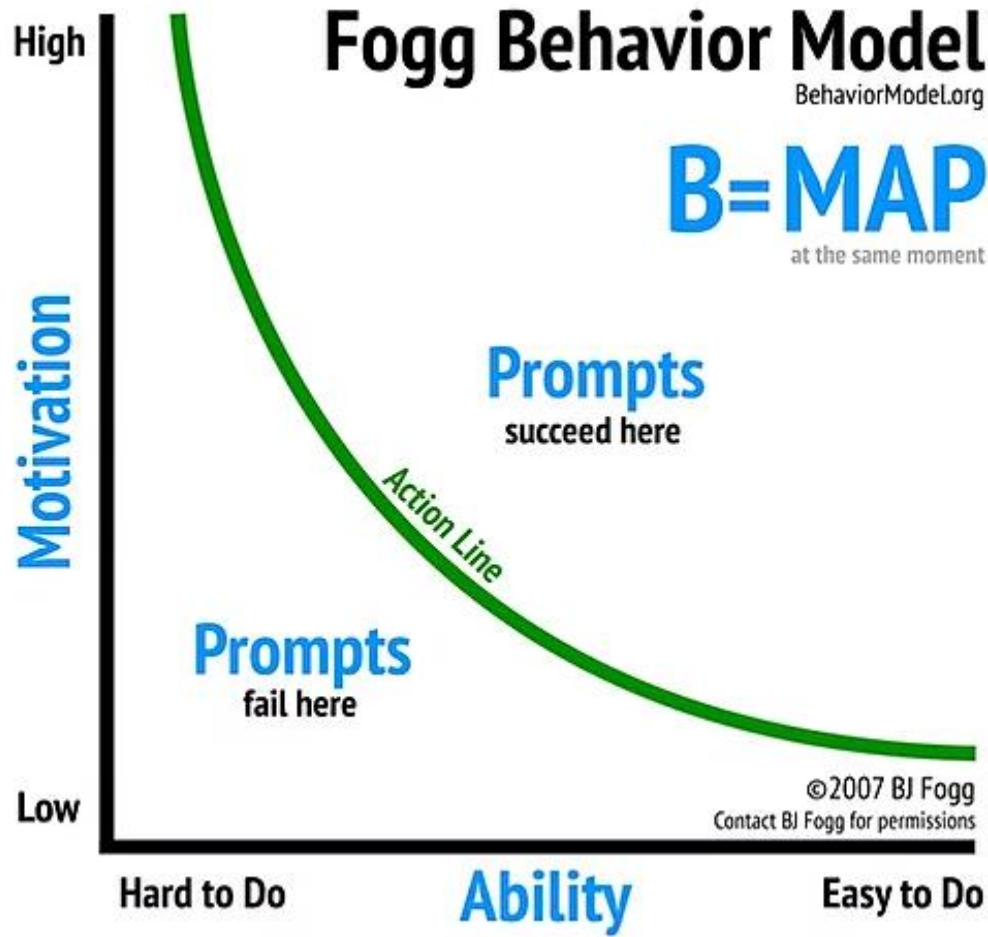 Fogg Behavior Model
BehaviorModel.org
B=MAP
at the same moment
High
Motivation
Low
Prompts
succeed here
Action Line
Prompts
fail here
©2007 BJ Fogg
Contact BJ Fogg for permissions
Hard to Do
Ability
Easy to Do